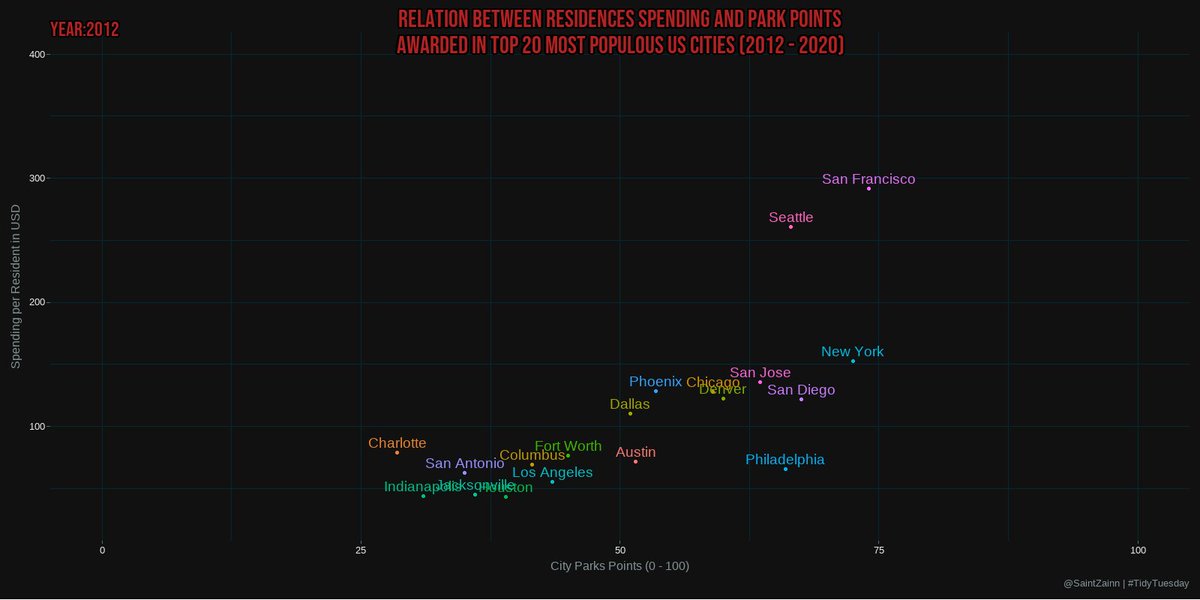 RELATION BETWEEN RESIDENCES SPENDING AND PARK POINTS
YEAR:2012
AWARDED IN TOP 20 MOST POPULOUS US CITIES (2012 - 2020)
400
300
200
100
Spending per Resident in USD
San Francisco
Seattle
New York
San Jose
Phoenix
Chicago
Denver
San Diego
Dallas
Charlotte
Fort Worth
Columbus
Austin
San Antonio
Philadelphia
Los Angeles
Indianapolis
Jacksonville
Houston
0
25
50
75
100
City Parks Points (0 - 100)
@SaintZainn | #TidyTuesday